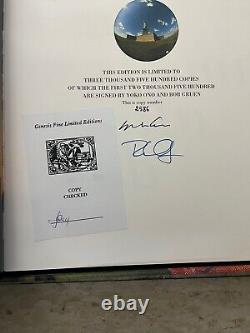 THIS EDITION IS LIMITED TO
THREE THOUSAND FIVE HUNDRED COPIES
OF WHICH THE FIRST TWO THOUSAND FIVE HUNDRED
ARE SIGNED BY YOKO ONO AND BOB GRUEN
This is copy number
Genesis Fine Limited Editions
COPY
CHECKED